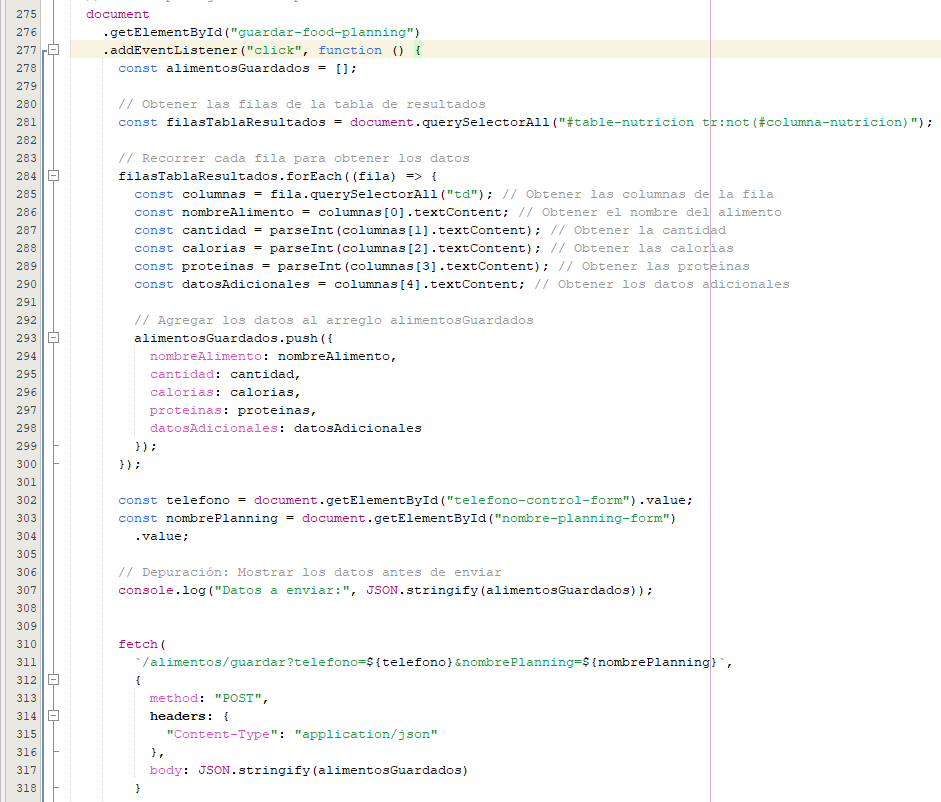 275 document
276 .getElementById("guardar-food-planning")
277 .addEventListener("click", function () {
278 const alimentosGuardados = [];
279
280 // Obtener las filas de la tabla de resultados
281 const filasTablaResultados = document.querySelectorAll("#table-nutricion tr:not(#columna-nutricion)");
282
283 // Recorrer cada fila para obtener los datos
284 filasTablaResultados.forEach((fila) => {
285 const columnas = fila.querySelectorAll("td"); // Obtener las columnas de la fila
286 const nombreAlimento = columnas[0].textContent; // Obtener el nombre del alimento
287 const cantidad = parseInt(columnas[1].textContent); // Obtener la cantidad
288 const calorias = parseInt(columnas[2].textContent); // Obtener las calorías
289 const proteinas = parseInt(columnas[3].textContent); // Obtener las proteínas
290 const datosAdicionales = columnas[4].textContent; // Obtener los datos adicionales
291
292 // Agregar los datos al arreglo alimentosGuardados
293 alimentosGuardados.push({
294 nombreAlimento: nombreAlimento,
295 cantidad: cantidad,
296 calorias: calorias,
297 proteinas: proteinas,
298 datosAdicionales: datosAdicionales
299 });
300 });
301
302 const telefono = document.getElementById("telefono-control-form").value;
303 const nombrePlanning = document.getElementById("nombre-planning-form")
304 .value;
305
306 // Depuración: Mostrar los datos antes de enviar
307 console.log("Datos a enviar:", JSON.stringify(alimentosGuardados));
308
309
310 fetch(
311 `/alimentos/guardar?telefono=${telefono}&nombrePlanning=${nombrePlanning}`,
312 {
313 method: "POST",
314 headers: {
315 "Content-Type": "application/json"
316 },
317 body: JSON.stringify(alimentosGuardados)
318 }